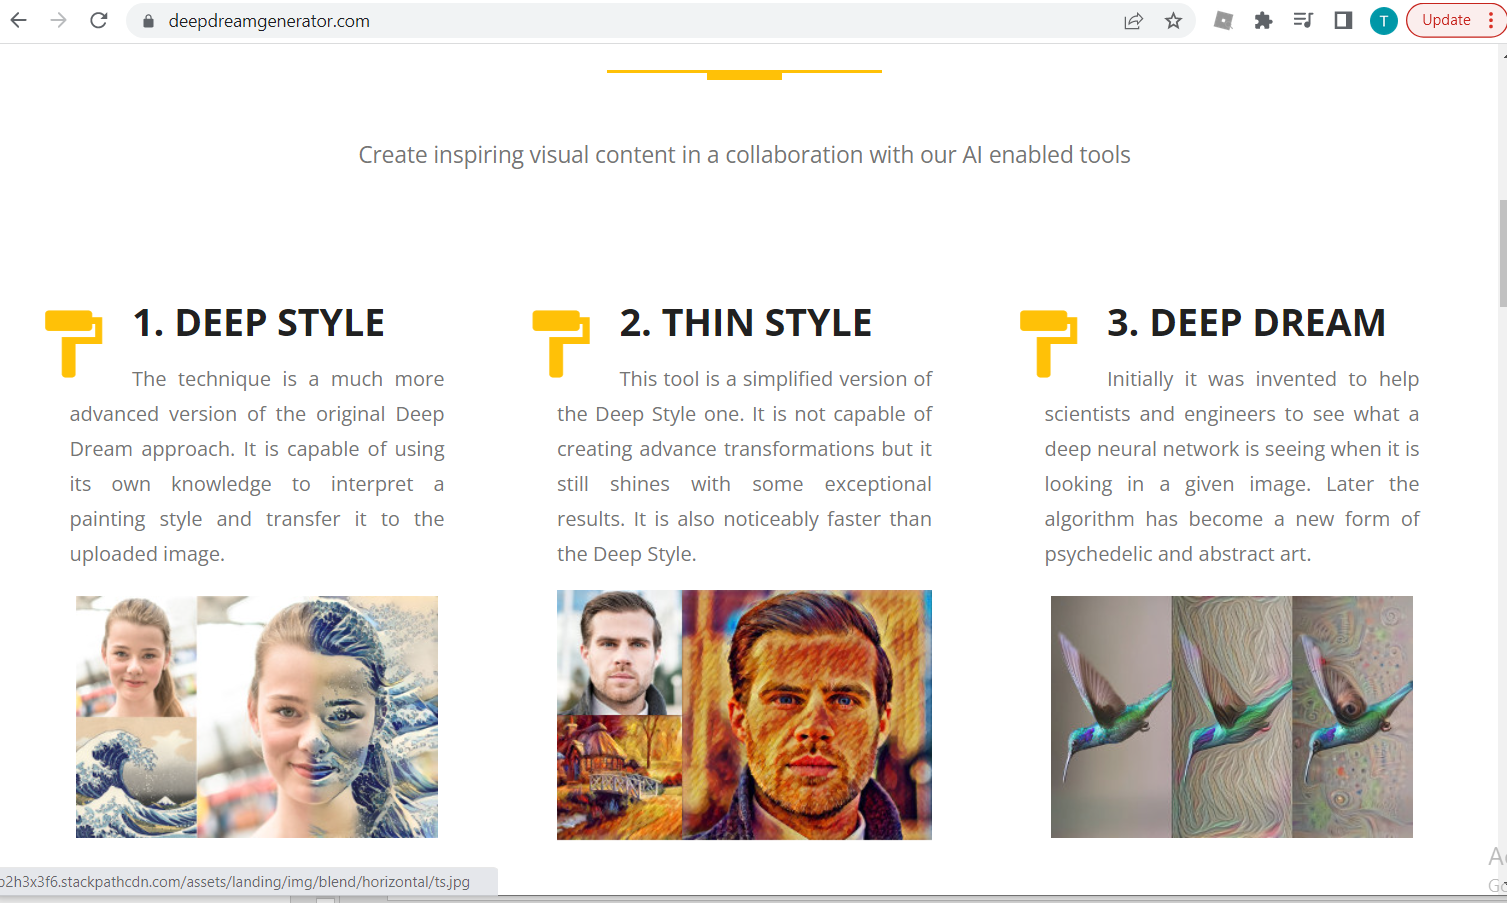 deepdreamgenerator.com
T
Update
Create inspiring visual content in a collaboration with our AI enabled tools
1. DEEP STYLE
The technique is a much more
advanced version of the original Deep
Dream approach. It is capable of using
its own knowledge to interpret a
painting style and transfer it to the
uploaded image.
2. THIN STYLE
This tool is a simplified version of
the Deep Style one. It is not capable of
creating advance transformations but it
still shines with some exceptional
results. It is also noticeably faster than
the Deep Style.
3. DEEP DREAM
Initially it was invented to help
scientists and engineers to see what a
deep neural network is seeing when it is
looking in a given image. Later the
algorithm has become a new form of
psychedelic and abstract art.
b2h3x3f6.stackpathcdn.com/assets/landing/img/blend/horizontal/ts.jpg